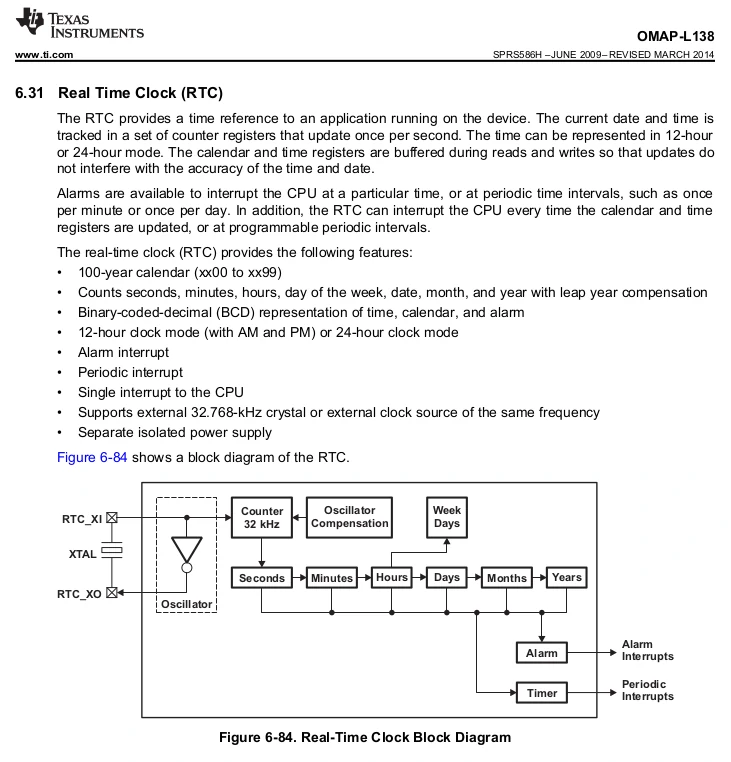 TEXAS
INSTRUMENTS
OMAP-L138
www.ti.com
SPRS586H –JUNE 2009–REVISED MARCH 2014
6.31 Real Time Clock (RTC)
The RTC provides a time reference to an application running on the device. The current date and time is
tracked in a set of counter registers that update once per second. The time can be represented in 12-hour
or 24-hour mode. The calendar and time registers are buffered during reads and writes so that updates do
not interfere with the accuracy of the time and date.
Alarms are available to interrupt the CPU at a particular time, or at periodic time intervals, such as once
per minute or once per day. In addition, the RTC can interrupt the CPU every time the calendar and time
registers are updated, or at programmable periodic intervals.
The real-time clock (RTC) provides the following features:
• 100-year calendar (xx00 to xx99)
• Counts seconds, minutes, hours, day of the week, date, month, and year with leap year compensation
• Binary-coded-decimal (BCD) representation of time, calendar, and alarm
• 12-hour clock mode (with AM and PM) or 24-hour clock mode
• Alarm interrupt
• Periodic interrupt
• Single interrupt to the CPU
• Supports external 32.768-kHz crystal or external clock source of the same frequency
• Separate isolated power supply
Figure 6-84 shows a block diagram of the RTC.
RTC_XI
XTAL
RTC_XO
Oscillator
Counter
32 kHz
Oscillator
Compensation
Week
Days
Seconds
Minutes
Hours
Days
Months
Years
Alarm
Alarm
Interrupts
Timer
Periodic
Interrupts
Figure 6-84. Real-Time Clock Block Diagram